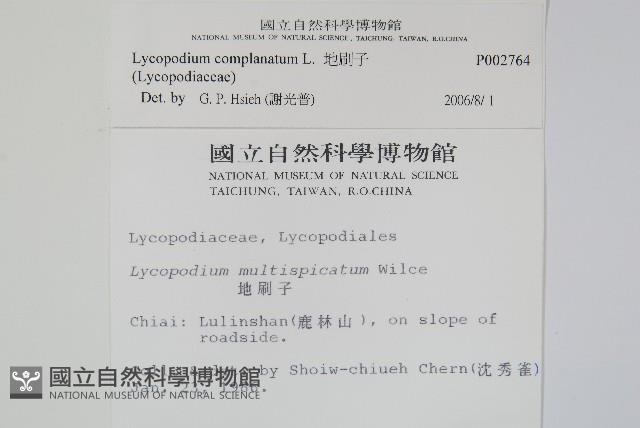 國立自然科學博物館
NATIONAL MUSEUM OF NATURAL SCIENCE, TAICHUNG, TAIWAN, R.O.CHINA
Lycopodium complanatum L. 地刷子 P002764
(Lycopodiaceae)
Det. by G. P. Hsieh (謝光普) 2006/8/ 1
國立自然科學博物館
NATIONAL MUSEUM OF NATURAL SCIENCE
TAICHUNG, TAIWAN, R.O.CHINA
Lycopodiaceae, Lycopodiales
Lycopodium multispicatum Wilce
地刷子
Chiai: Lulinshan(鹿林山), on slope of
roadside.
by Shoiw-chiueh Chern(沈秀雀)
國立自然科學博物館
NATIONAL MUSEUM OF NATURAL SCIENCE